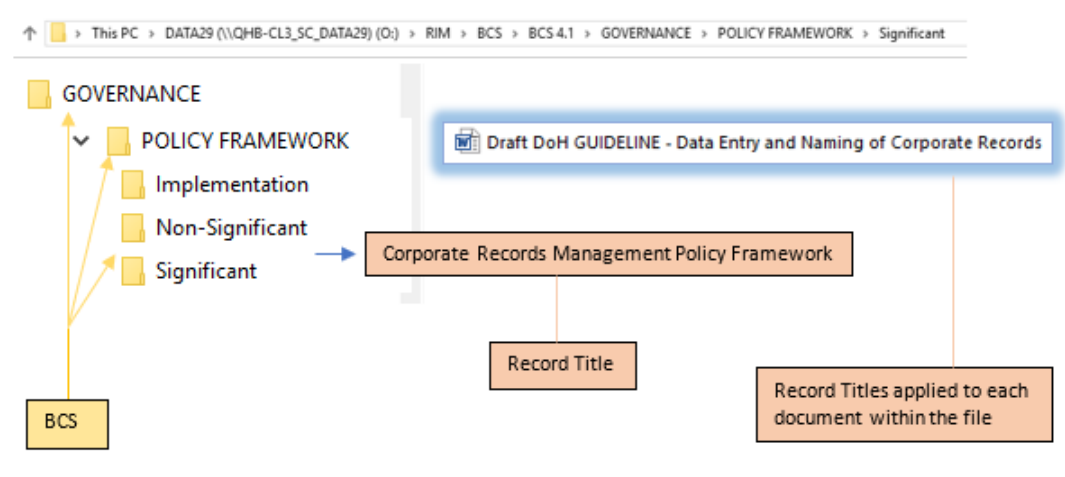 This PC > DATA29 (\\QHB-CL3_SC_DATA29) (O:) > RIM > BCS > BCS 4.1 > GOVERNANCE > POLICY FRAMEWORK > Significant
GOVERNANCE
POLICY FRAMEWORK
Draft DoH GUIDELINE - Data Entry and Naming of Corporate Records
Implementation
Non-Significant
Significant
Corporate Records Management Policy Framework
Record Title
Record Titles applied to each
document within the file
BCS